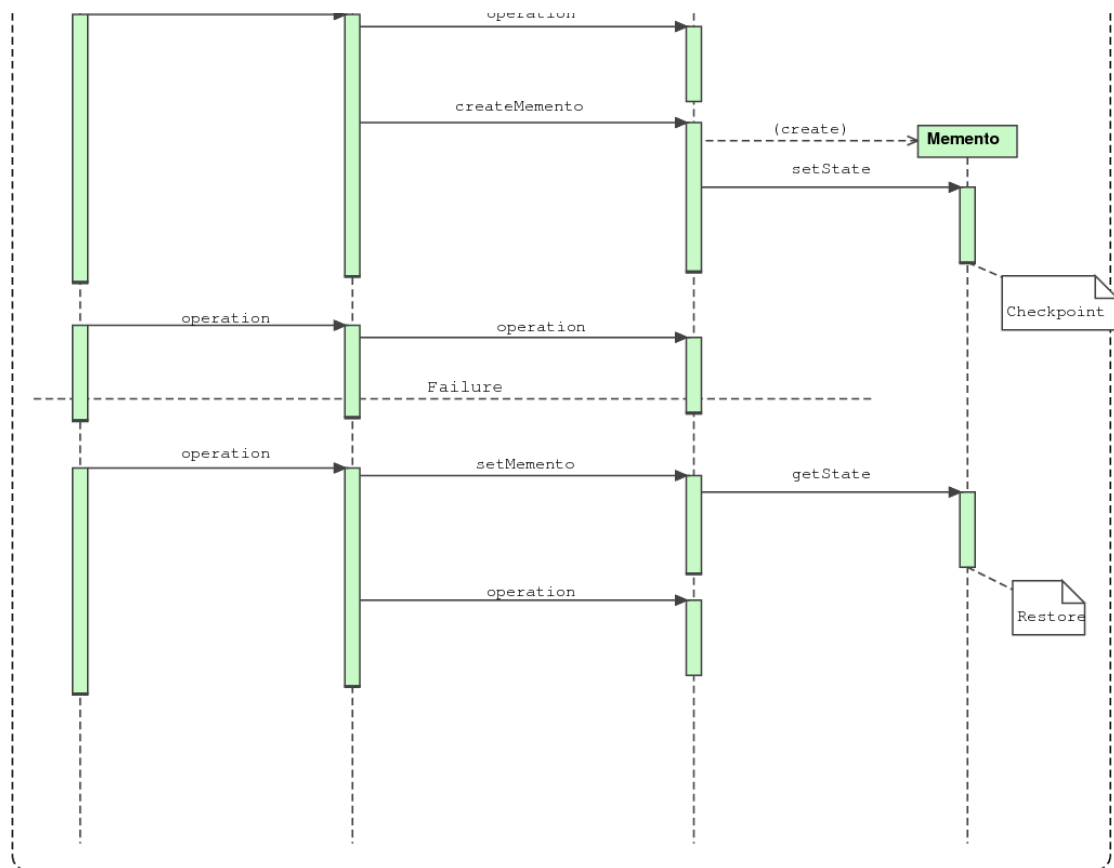 operation
createMemento
(create)
Memento
setState
Checkpoint
operation
operation
Failure
operation
setMemento
getState
operation
Restore